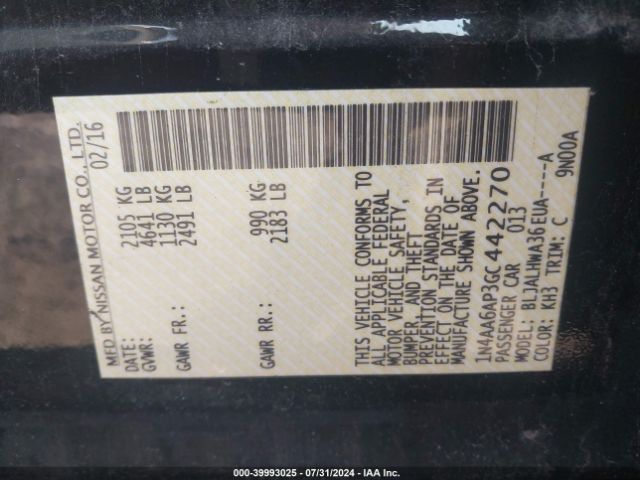 MFD BY NISSAN MOTOR CO., LTD.
DATE: 02/16
GVWR: 2105 KG
4641 LB
GAWR FR.: 1130 KG
2491 LB
GAWR RR.: 990 KG
2183 LB
THIS VEHICLE CONFORMS TO
ALL APPLICABLE FEDERAL
MOTOR VEHICLE SAFETY,
BUMPER, AND THEFT
PREVENTION STANDARDS IN
EFFECT ON THE DATE OF
MANUFACTURE SHOWN ABOVE.
1N4AA6AP3GC442270
PASSENGER CAR 013
MODEL: BLJALHWA36EUA----A
COLOR: KH3 TRIM: C 9N00A
000-39993025 - 07/31/2024 - IAA Inc.